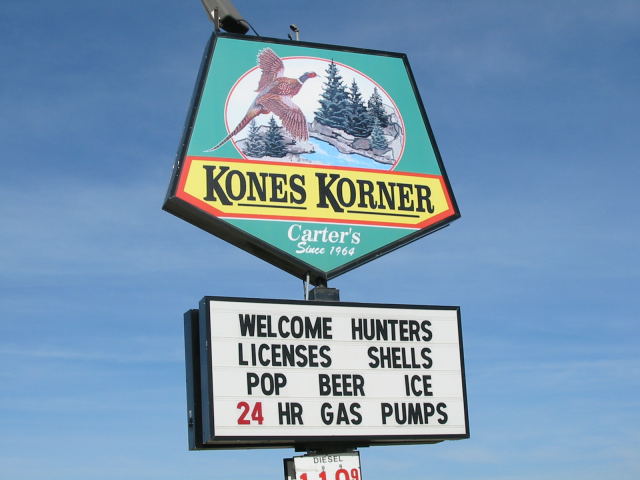 KONES KORNER
Carter's
Since 1964
WELCOME HUNTERS
LICENSES SHELLS
POP BEER ICE
24 HR GAS PUMPS
DIESEL